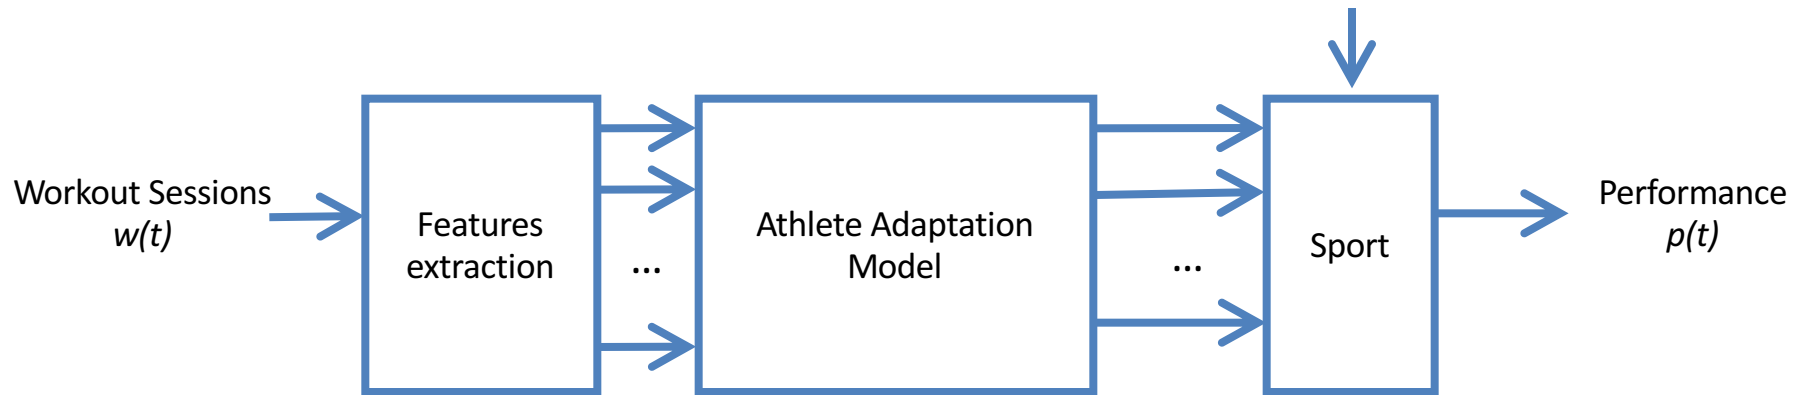 Workout Sessions
w(t)
Features
extraction
...
Athlete Adaptation
Model
...
Sport
Performance
p(t)